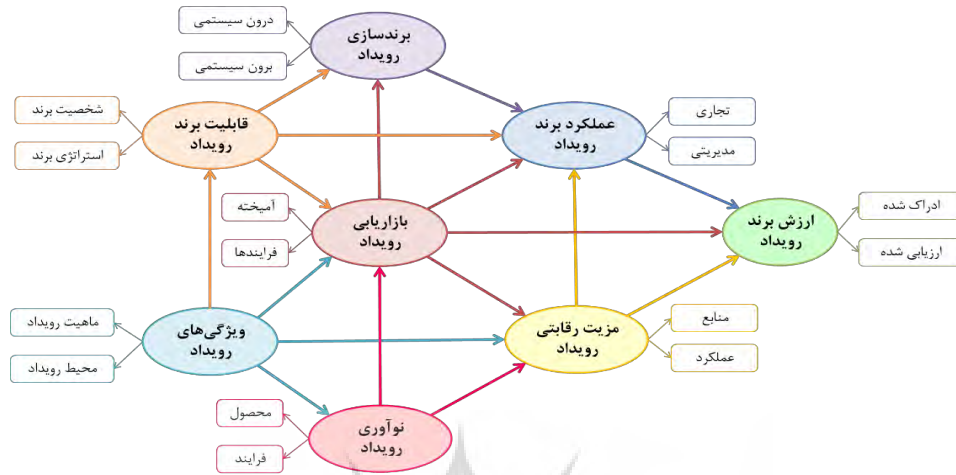 درون سیستمی
برون سیستمی
برندسازی
رویداد
شخصیت برند
استراتژی برند
قابلیت برند
رویداد
عملکرد برند
رویداد
تجاری
مدیریتی
آمیخته
فرایندها
بازاریابی
رویداد
ارزش برند
رویداد
ادراک شده
ارزیابی شده
ماهیت رویداد
محیط رویداد
ویژگی‌های
رویداد
مزیت رقابتی
رویداد
منابع
عملکرد
محصول
فرایند
نوآوری
رویداد